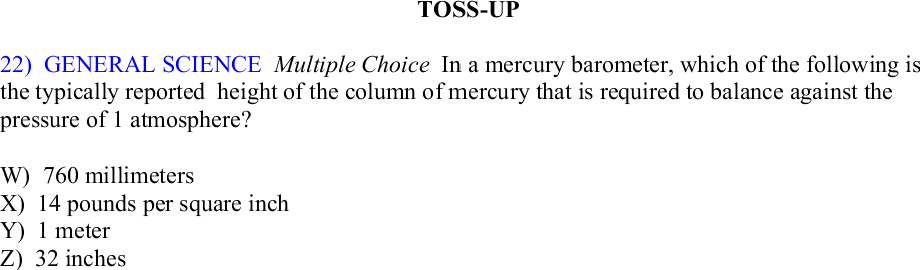 TOSS-UP
22) GENERAL SCIENCE Multiple Choice In a mercury barometer, which of the following is
the typically reported height of the column of mercury that is required to balance against the
pressure of 1 atmosphere?
W) 760 millimeters
X) 14 pounds per square inch
Y) 1 meter
Z) 32 inches